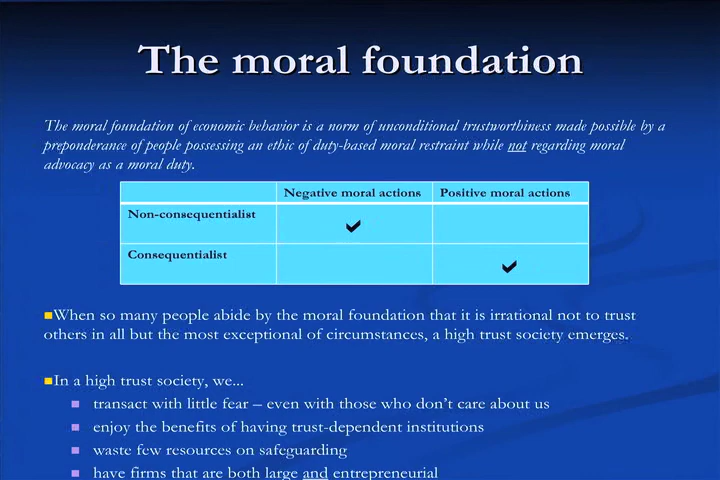 The moral foundation
The moral foundation of economic behavior is a norm of unconditional trustworthiness made possible by a
preponderance of people possessing an ethic of duty-based moral restraint while not regarding moral
advocacy as a moral duty.
Negative moral actions Positive moral actions
Non-consequentialist
Consequentialist
When so many people abide by the moral foundation that it is irrational not to trust
others in all but the most exceptional of circumstances, a high trust society emerges.
In a high trust society, we...
transact with little fear – even with those who don't care about us
enjoy the benefits of having trust-dependent institutions
waste few resources on safeguarding
have firms that are both large and entrepreneurial